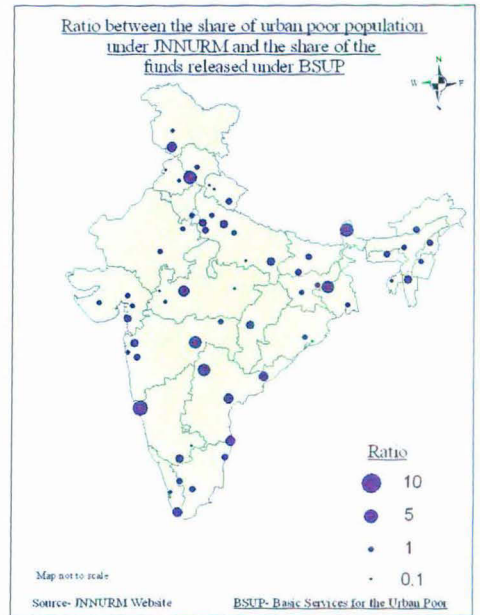 Ratio between the share of urban poor population
under JNNURM and the share of the
funds released under BSUP
N
W
E
Ratio
10
5
1
0.1
Map not to scale
Source- JNNURM Website
BSUP- Basic Services for the Urban Poor